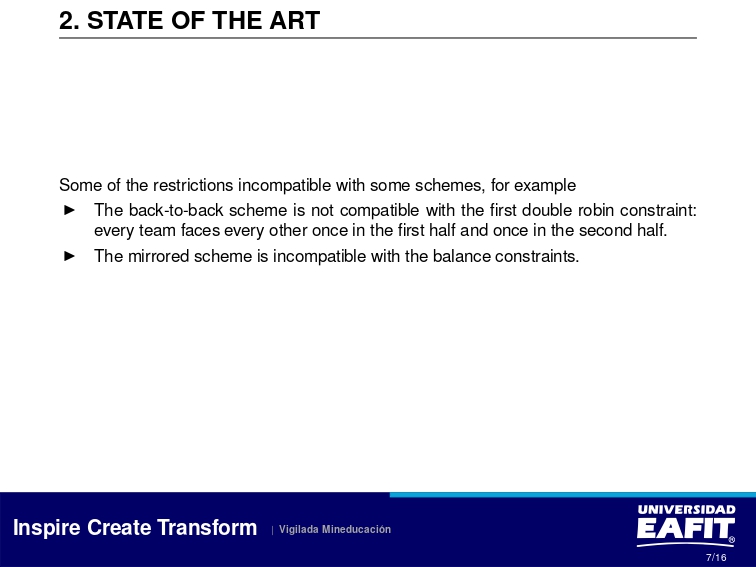 2. STATE OF THE ART
Some of the restrictions incompatible with some schemes, for example
► The back-to-back scheme is not compatible with the first double robin constraint:
every team faces every other once in the first half and once in the second half.
► The mirrored scheme is incompatible with the balance constraints.
Inspire Create Transform | Vigilada Mineducación
UNIVERSIDAD
EAFIT®
7/16